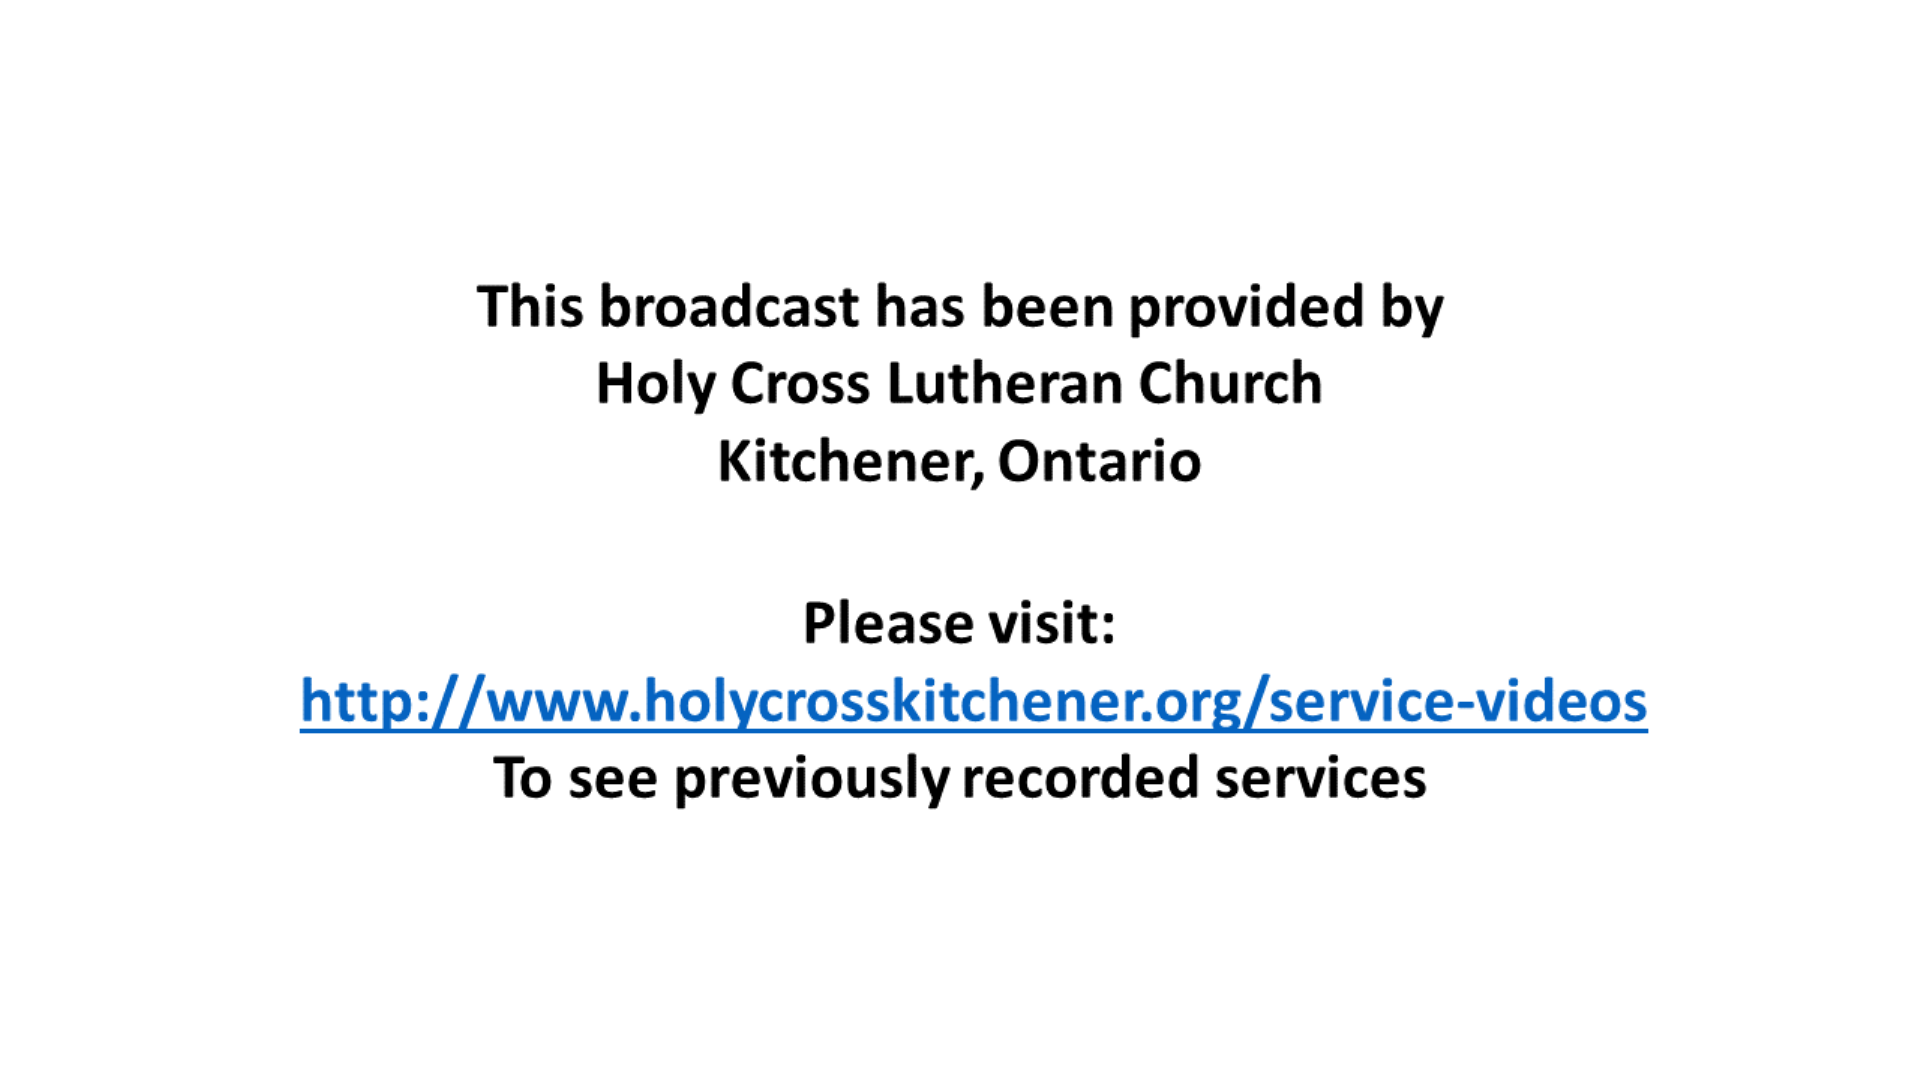 This broadcast has been provided by
Holy Cross Lutheran Church
Kitchener, Ontario
Please visit:
http://www.holycrosskitchener.org/service-videos
To see previously recorded services